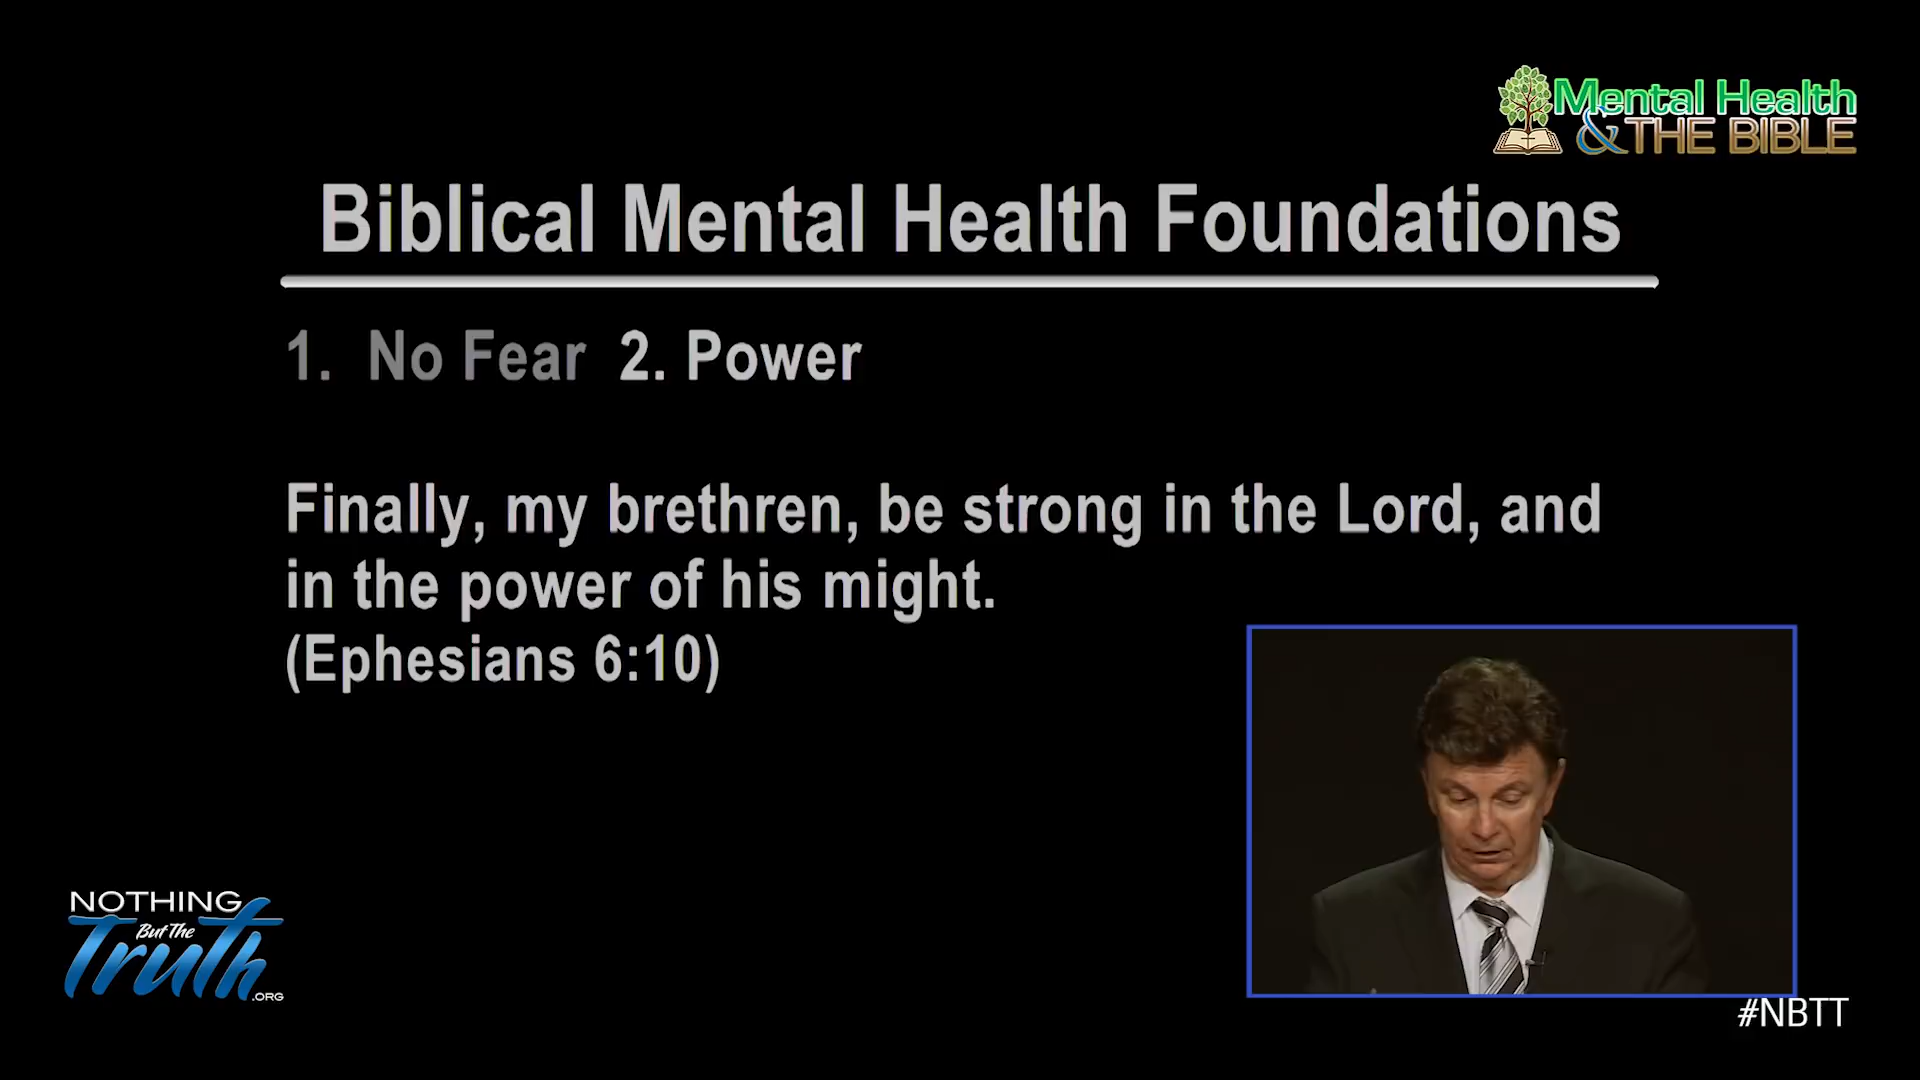 Mental Health
& THE BIBLE
Biblical Mental Health Foundations
1. No Fear 2. Power
Finally, my brethren, be strong in the Lord, and
in the power of his might.
(Ephesians 6:10)
NOTHING
But The
Truth
.ORG
#NBTT